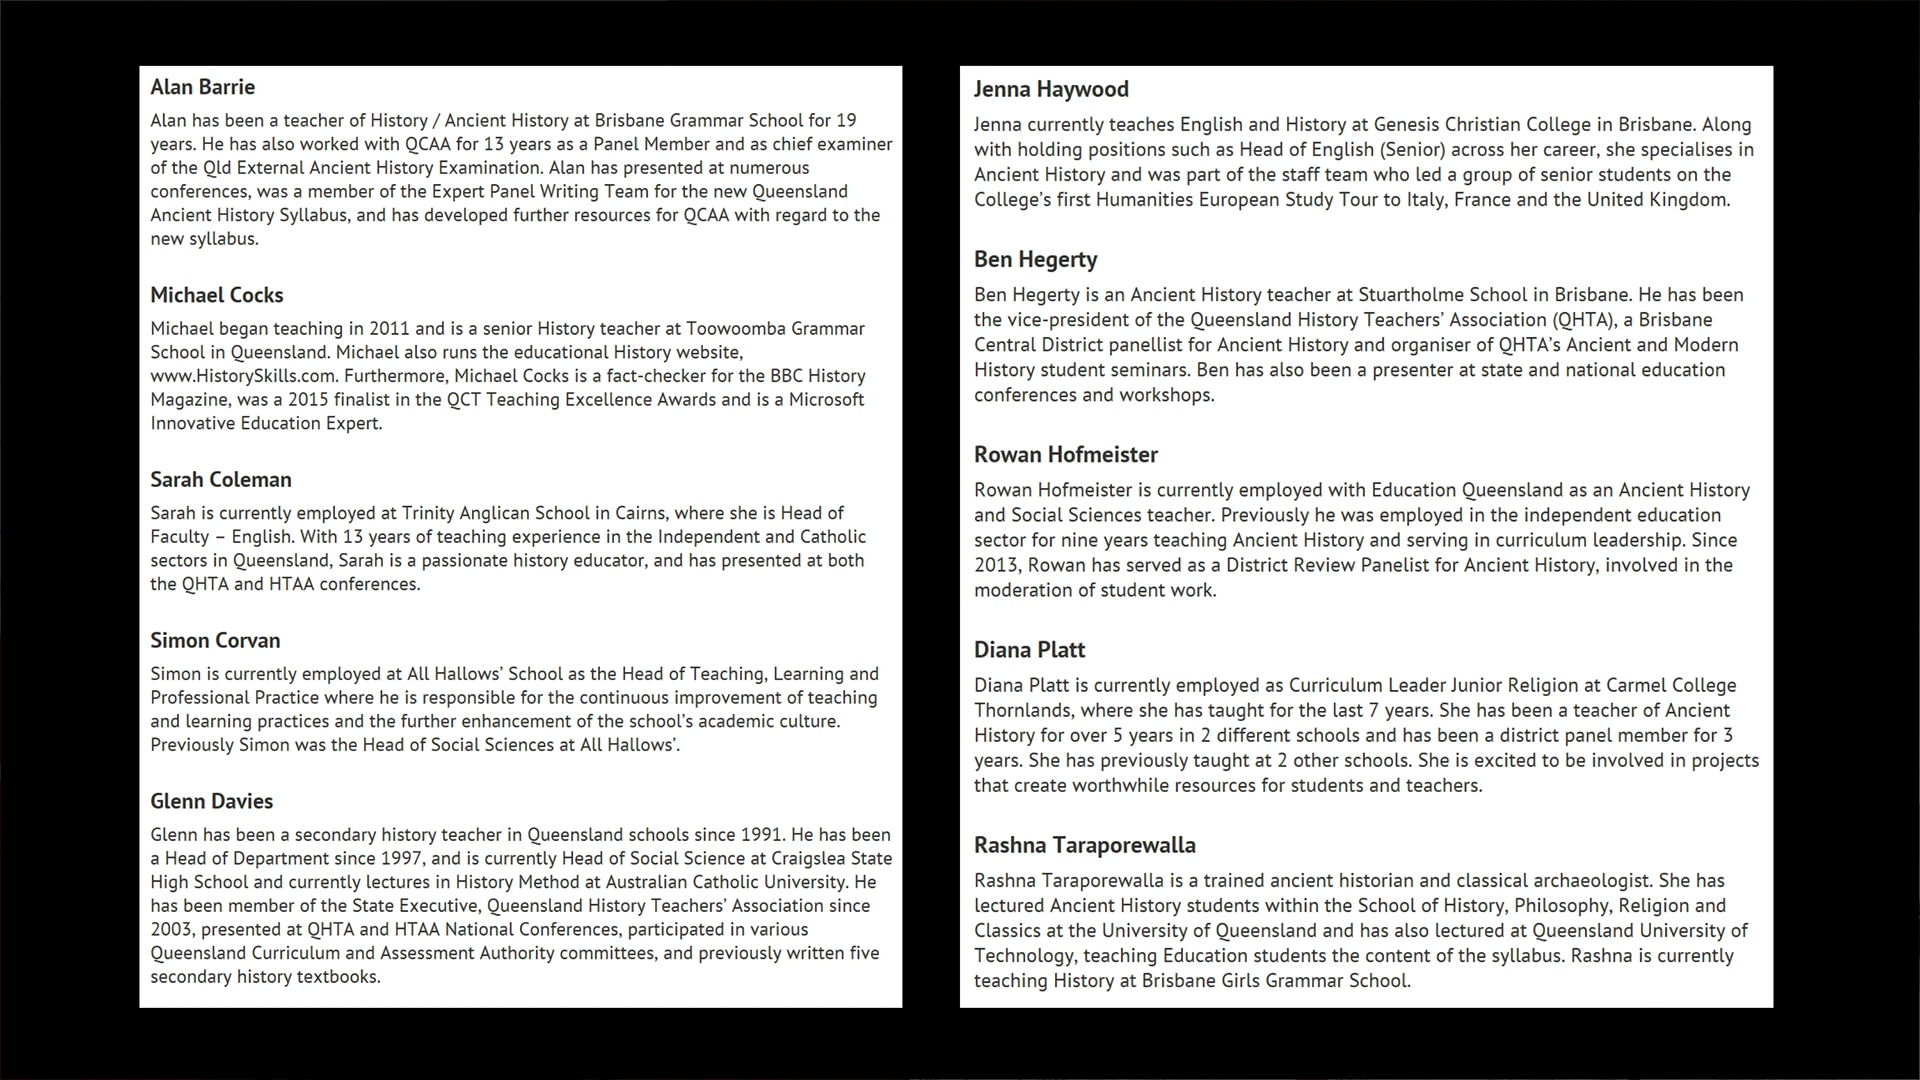 Alan Barrie
Alan has been a teacher of History / Ancient History at Brisbane Grammar School for 19
years. He has also worked with QCAA for 13 years as a Panel Member and as chief examiner
of the Qld External Ancient History Examination. Alan has presented at numerous
conferences, was a member of the Expert Panel Writing Team for the new Queensland
Ancient History Syllabus, and has developed further resources for QCAA with regard to the
new syllabus.
Michael Cocks
Michael began teaching in 2011 and is a senior History teacher at Toowoomba Grammar
School in Queensland. Michael also runs the educational History website,
www.HistorySkills.com. Furthermore, Michael Cocks is a fact-checker for the BBC History
Magazine, was a 2015 finalist in the QCT Teaching Excellence Awards and is a Microsoft
Innovative Education Expert.
Sarah Coleman
Sarah is currently employed at Trinity Anglican School in Cairns, where she is Head of
Faculty – English. With 13 years of teaching experience in the Independent and Catholic
sectors in Queensland, Sarah is a passionate history educator, and has presented at both
the QHTA and HTAA conferences.
Simon Corvan
Simon is currently employed at All Hallows’ School as the Head of Teaching, Learning and
Professional Practice where he is responsible for the continuous improvement of teaching
and learning practices and the further enhancement of the school’s academic culture.
Previously Simon was the Head of Social Sciences at All Hallows’.
Glenn Davies
Glenn has been a secondary history teacher in Queensland schools since 1991. He has been
a Head of Department since 1997, and is currently Head of Social Science at Craigslea State
High School and currently lectures in History Method at Australian Catholic University. He
has been member of the State Executive, Queensland History Teachers’ Association since
2003, presented at QHTA and HTAA National Conferences, participated in various
Queensland Curriculum and Assessment Authority committees, and previously written five
secondary history textbooks.
Jenna Haywood
Jenna currently teaches English and History at Genesis Christian College in Brisbane. Along
with holding positions such as Head of English (Senior) across her career, she specialises in
Ancient History and was part of the staff team who led a group of senior students on the
College’s first Humanities European Study Tour to Italy, France and the United Kingdom.
Ben Hegerty
Ben Hegerty is an Ancient History teacher at Stuartholme School in Brisbane. He has been
the vice-president of the Queensland History Teachers’ Association (QHTA), a Brisbane
Central District panellist for Ancient History and organiser of QHTA’s Ancient and Modern
History student seminars. Ben has also been a presenter at state and national education
conferences and workshops.
Rowan Hofmeister
Rowan Hofmeister is currently employed with Education Queensland as an Ancient History
and Social Sciences teacher. Previously he was employed in the independent education
sector for nine years teaching Ancient History and serving in curriculum leadership. Since
2013, Rowan has served as a District Review Panelist for Ancient History, involved in the
moderation of student work.
Diana Platt
Diana Platt is currently employed as Curriculum Leader Junior Religion at Carmel College
Thornlands, where she has taught for the last 7 years. She has been a teacher of Ancient
History for over 5 years in 2 different schools and has been a district panel member for 3
years. She has previously taught at 2 other schools. She is excited to be involved in projects
that create worthwhile resources for students and teachers.
Rashna Taraporewalla
Rashna Taraporewalla is a trained ancient historian and classical archaeologist. She has
lectured Ancient History students within the School of History, Philosophy, Religion and
Classics at the University of Queensland and has also lectured at Queensland University of
Technology, teaching Education students the content of the syllabus. Rashna is currently
teaching History at Brisbane Girls Grammar School.